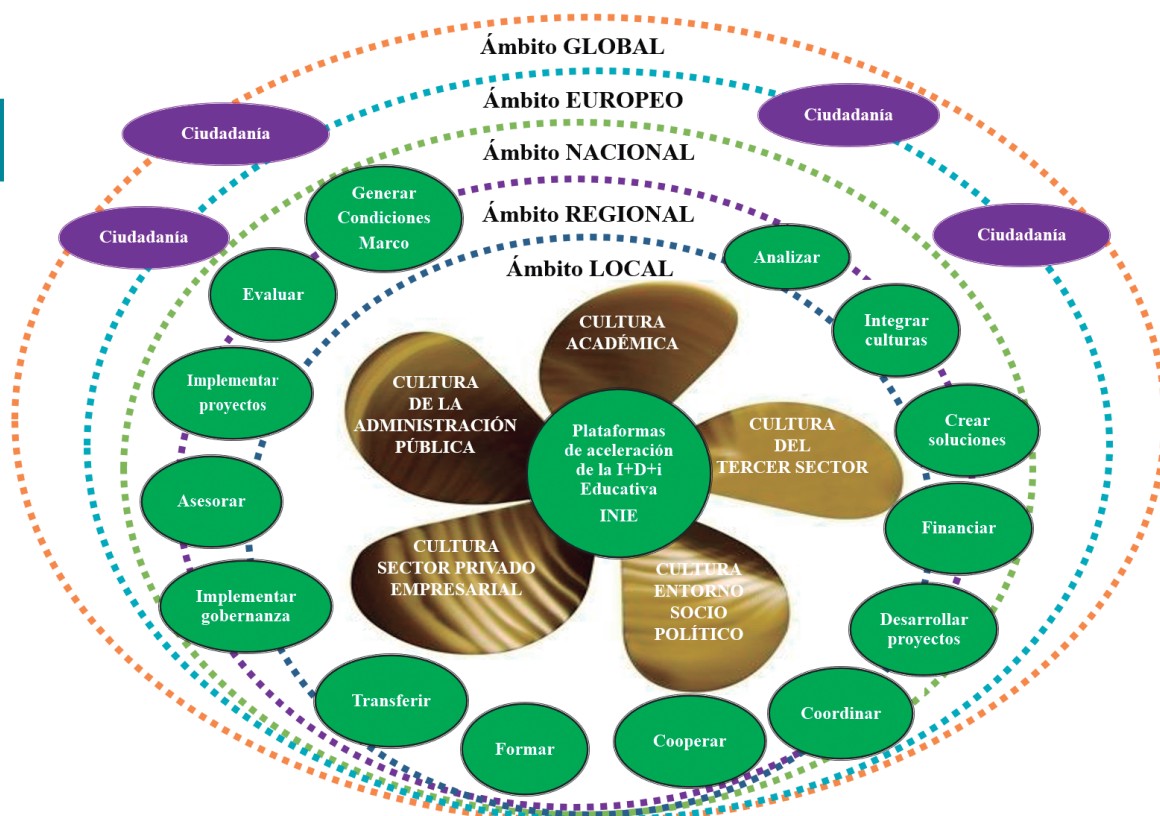 Ámbito GLOBAL
Ámbito EUROPEO
Ámbito NACIONAL
Ámbito REGIONAL
Ámbito LOCAL
Ciudadanía
Ciudadanía
Ciudadanía
Ciudadanía
Generar
Condiciones
Marco
Analizar
Evaluar
Integrar
culturas
Implementar
proyectos
Crear
soluciones
Asesorar
Financiar
Implementar
gobernanza
Desarrollar
proyectos
Transferir
Formar
Cooperar
Coordinar
CULTURA
ACADÉMICA
CULTURA
DE LA
ADMINISTRACIÓN
PÚBLICA
CULTURA
DEL
TERCER SECTOR
Plataformas
de aceleración
de la I+D+i
Educativa
INIE
CULTURA
SECTOR PRIVADO
EMPRESARIAL
CULTURA
ENTORNO
SOCIO
POLÍTICO